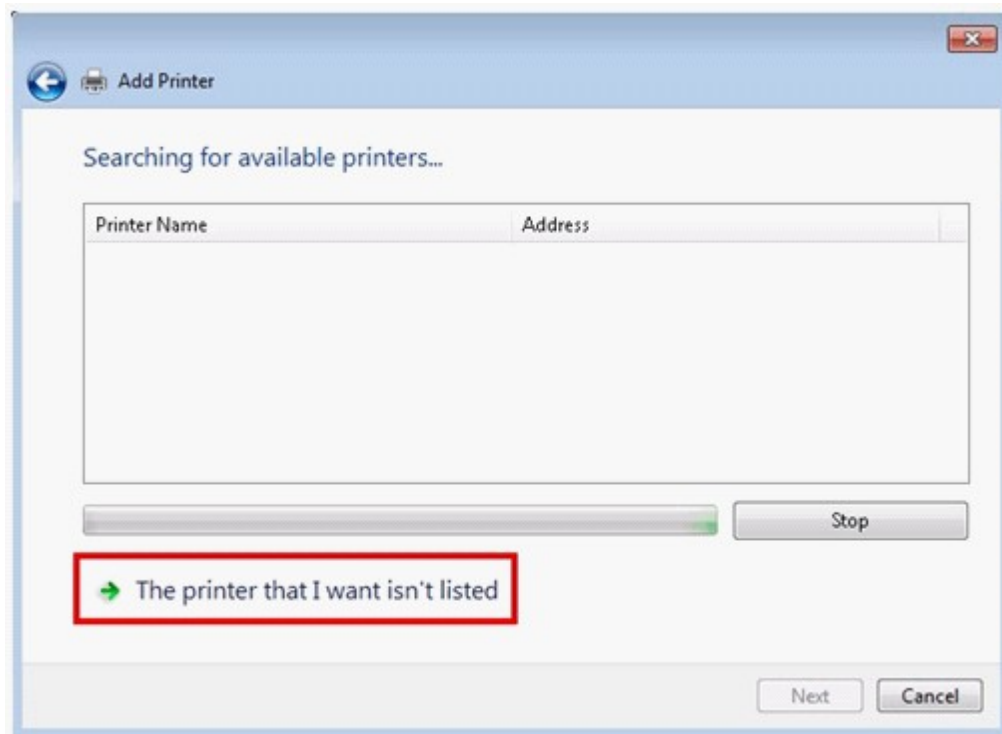 Add Printer
Searching for available printers...
Printer Name Address
Stop
The printer that I want isn't listed
Next Cancel